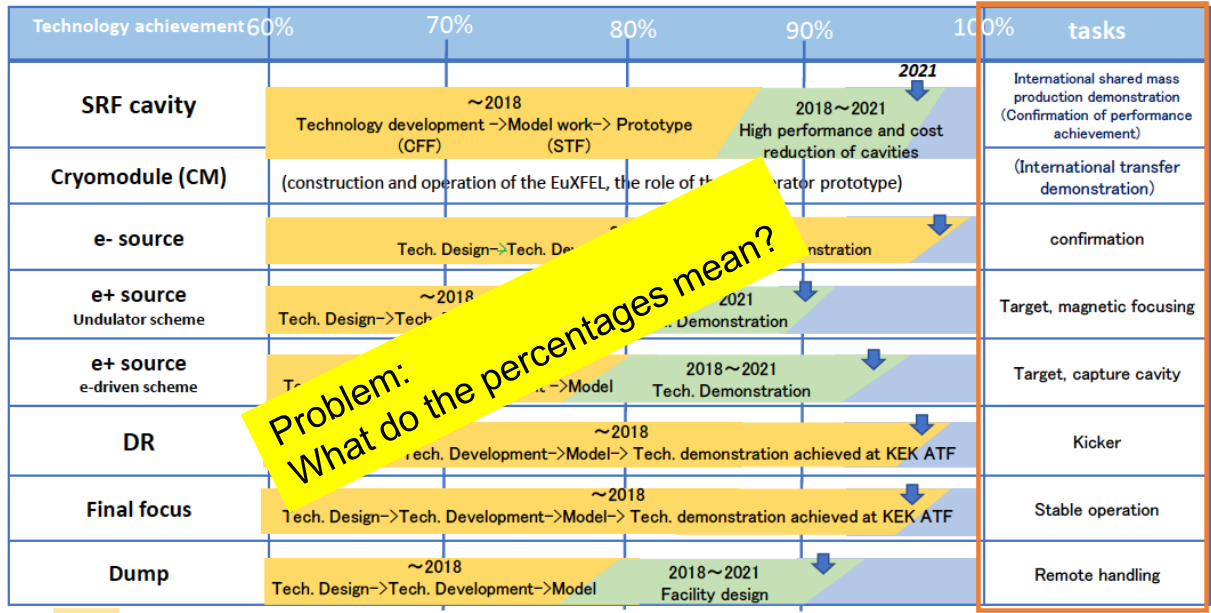 Technology achievement 60% 70% 80% 90% 100% tasks
2021
SRF cavity
~2018
Technology development ->Model work-> Prototype
(CFF) (STF)
2018~2021
High performance and cost
reduction of cavities
International shared mass
production demonstration
(Confirmation of performance
achievement)
Cryomodule (CM)
(construction and operation of the EuXFEL, the role of prototype)
(International transfer
demonstration)
e- source
Tech. Design->Tech.
confirmation
e+ source
Undulator scheme
~2018
Tech. Design->Tech.
2021
Demonstration
Target, magnetic focusing
e+ source
e-driven scheme
->Model
2018~2021
Tech. Demonstration
Target, capture cavity
DR
~2018
Tech. Development->Model-> Tech. demonstration achieved at KEK ATF
Kicker
Final focus
~2018
Tech. Design->Tech. Development->Model-> Tech. demonstration achieved at KEK ATF
Stable operation
Dump
~2018
Tech. Design->Tech. Development->Model
2018~2021
Facility design
Remote handling
Problem:
What do the percentages mean?